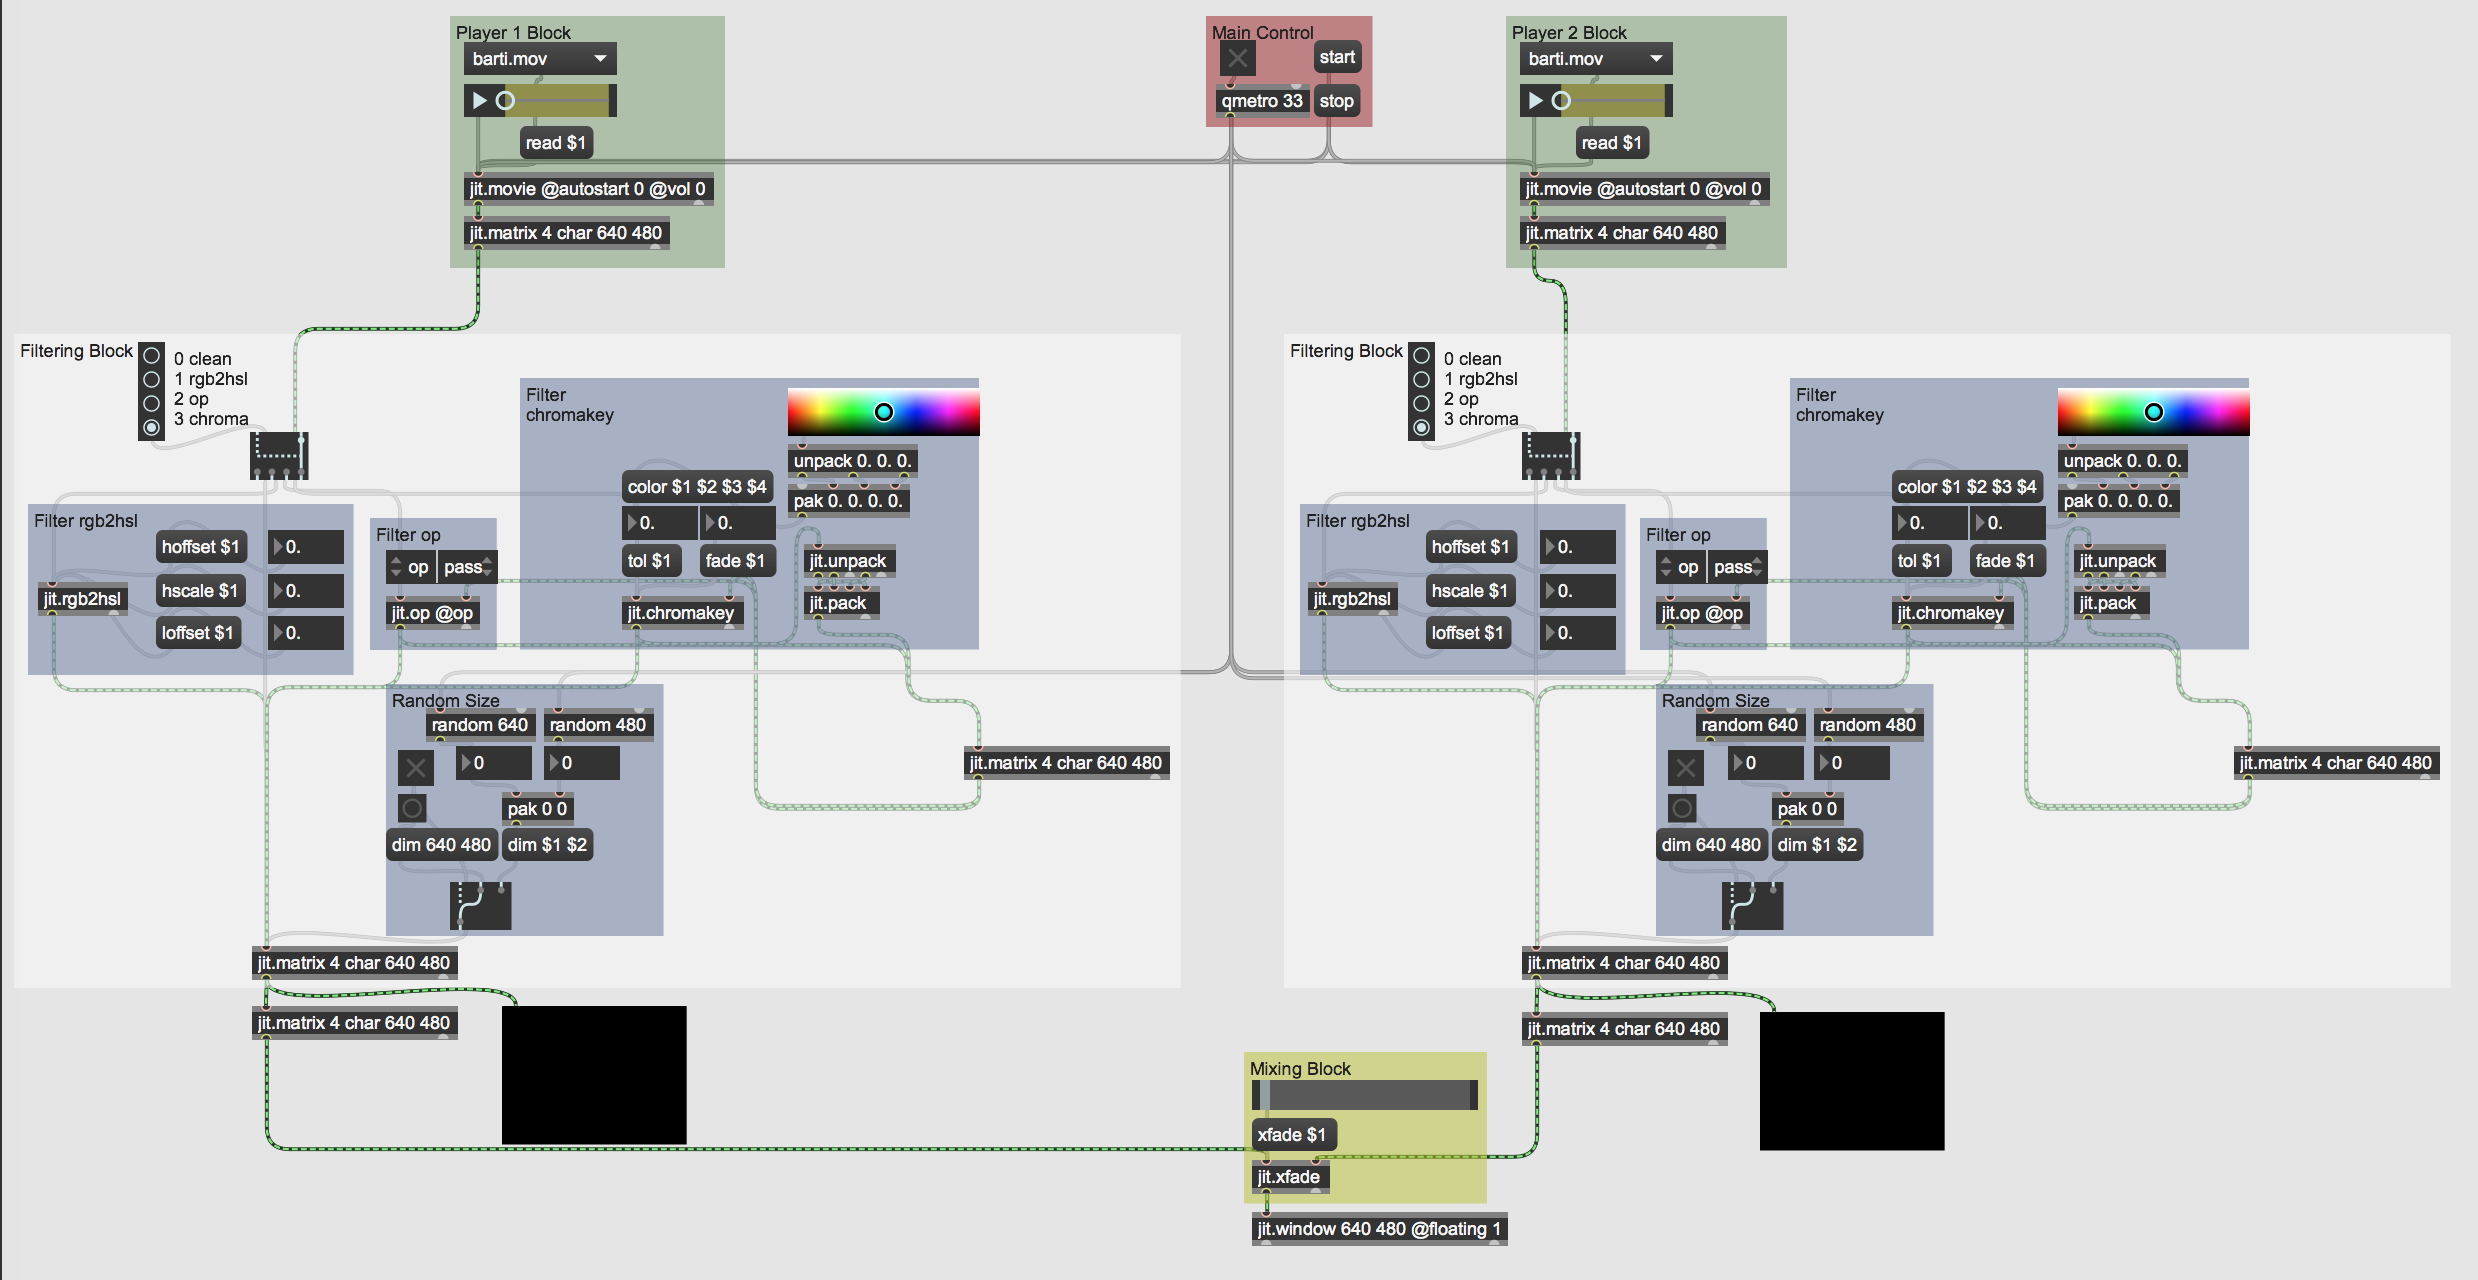 Player 1 Block
barti.mov
read $1
jit.movie @autostart 0 @vol 0
jit.matrix 4 char 640 480
Main Control
start
qmetro 33
stop
Player 2 Block
barti.mov
read $1
jit.movie @autostart 0 @vol 0
jit.matrix 4 char 640 480
Filtering Block
0 clean
1 rgb2hsl
2 op
3 chroma
Filter rgb2hsl
hoffset $1
0.
hscale $1
0.
loffset $1
0.
jit.rgb2hsl
Filter op
op
pass
jit.op @op
Filter
chromakey
unpack 0. 0. 0.
color $1 $2 $3 $4
pak 0. 0. 0. 0.
0.
0.
tol $1
fade $1
jit.unpack
jit.pack
jit.chromakey
Random Size
random 640
random 480
0
0
pak 0 0
dim 640 480
dim $1 $2
jit.matrix 4 char 640 480
jit.matrix 4 char 640 480
jit.matrix 4 char 640 480
Filtering Block
0 clean
1 rgb2hsl
2 op
3 chroma
Filter rgb2hsl
hoffset $1
0.
hscale $1
0.
loffset $1
0.
jit.rgb2hsl
Filter op
op
pass
jit.op @op
Filter
chromakey
unpack 0. 0. 0.
color $1 $2 $3 $4
pak 0. 0. 0. 0.
0.
0.
tol $1
fade $1
jit.unpack
jit.pack
jit.chromakey
Random Size
random 640
random 480
0
0
pak 0 0
dim 640 480
dim $1 $2
jit.matrix 4 char 640 480
jit.matrix 4 char 640 480
jit.matrix 4 char 640 480
Mixing Block
xfade $1
jit.xfade
jit.window 640 480 @floating 1